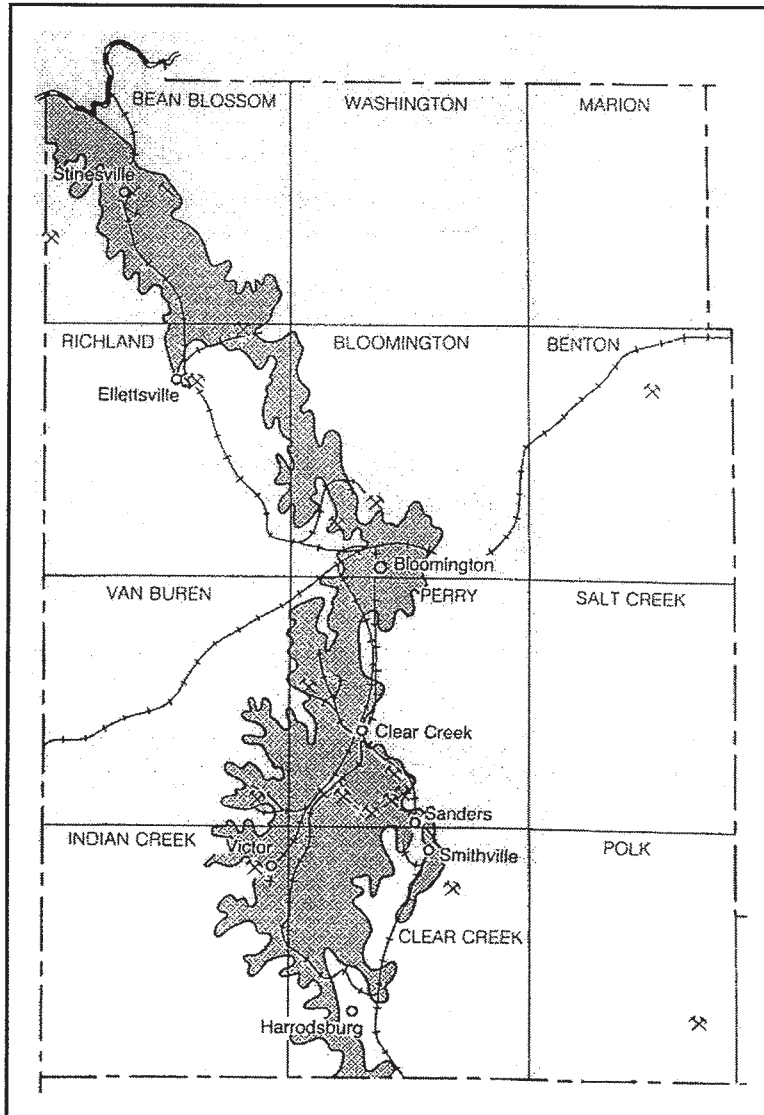 BEAN BLOSSOM
WASHINGTON
MARION
Stinesville
RICHLAND
BLOOMINGTON
BENTON
Ellettsville
Bloomington
VAN BUREN
PERRY
SALT CREEK
Clear Creek
Sanders
INDIAN CREEK
Victor
Smithville
POLK
CLEAR CREEK
Harrodsburg